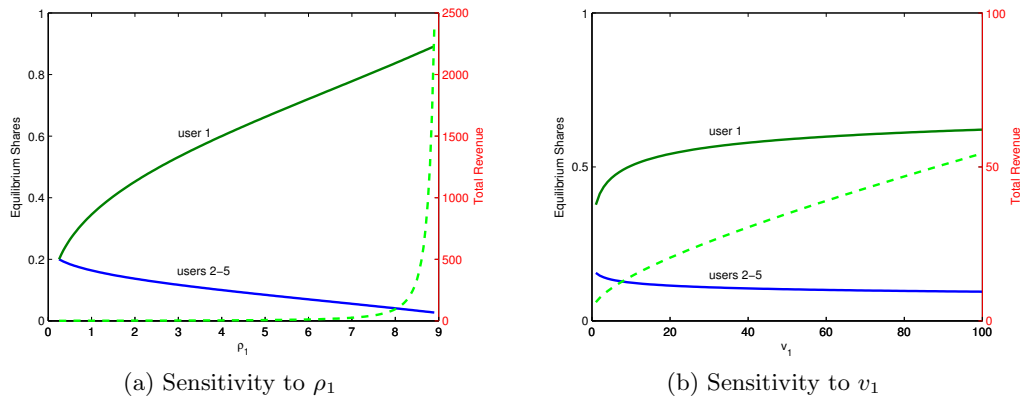 1
0.8
0.6
0.4
0.2
0
Equilibrium Shares
user 1
users 2−5
0 1 2 3 4 5 6 7 8 9
ρ1
2500
2000
1500
1000
500
0
Total Revenue
(a) Sensitivity to ρ1
1
0.5
0
Equilibrium Shares
user 1
users 2−5
0 20 40 60 80 100
v1
100
50
0
Total Revenue
(b) Sensitivity to v1